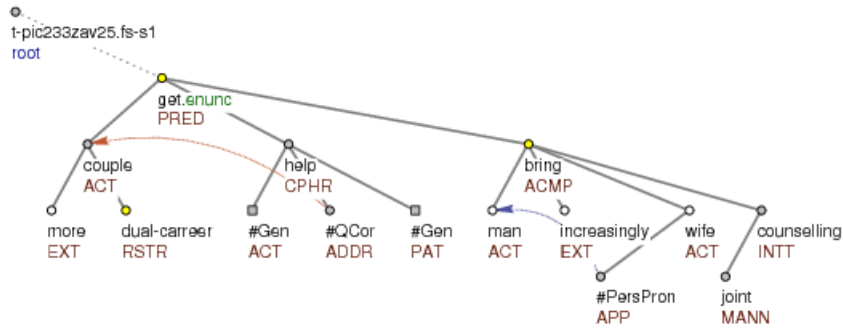 t-pic233zav25.fs-s1
root
get.enunc
PRED
couple help bring
ACT CPHR ACMP
more dual-carreer #Gen #QCor #Gen man increasingly wife counselling
EXT RSTR ACT ADDR PAT ACT EXT ACT INTT
#PersPron joint
APP MANN